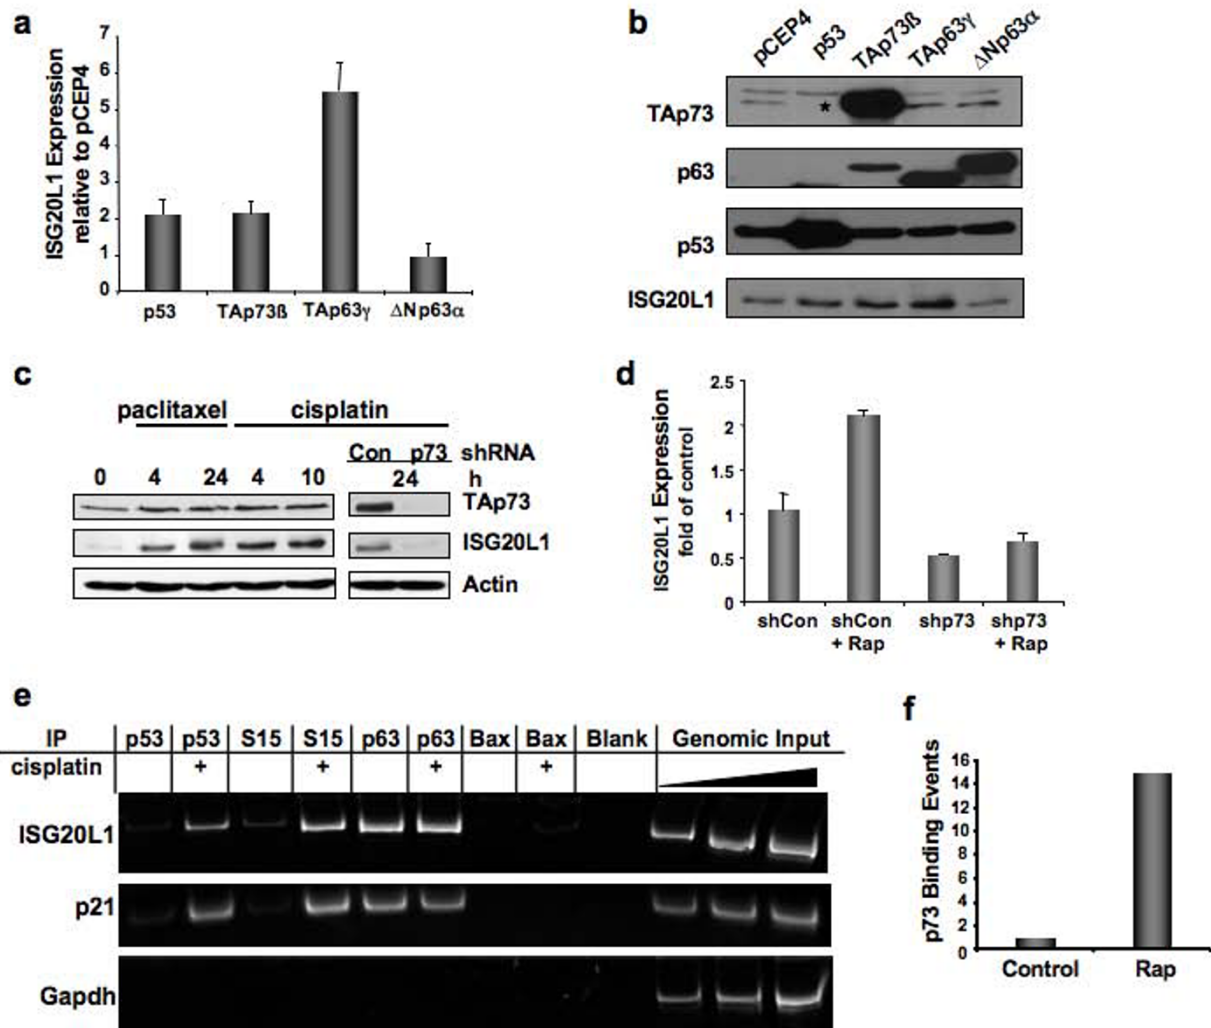 a
ISG20L1 Expression
relative to pCEP4
7
6
5
4
3
2
1
0
p53 TAp73ß TAp63γ ΔNp63α
b
pCEP4 p53 TAp73ß TAp63γ ΔNp63α
TAp73 *
p63
p53
ISG20L1
c
paclitaxel cisplatin
Con p73 shRNA
0 4 24 4 10 24 h
TAp73
ISG20L1
Actin
d
ISG20L1 Expression
fold of control
2.5
2
1.5
1
0.5
0
shCon shCon + Rap shp73 shp73 + Rap
e
IP p53 p53 S15 S15 p63 p63 Bax Bax Blank Genomic Input
cisplatin + + + +
ISG20L1
p21
Gapdh
f
p73 Binding Events
16
14
12
10
8
6
4
2
0
Control Rap